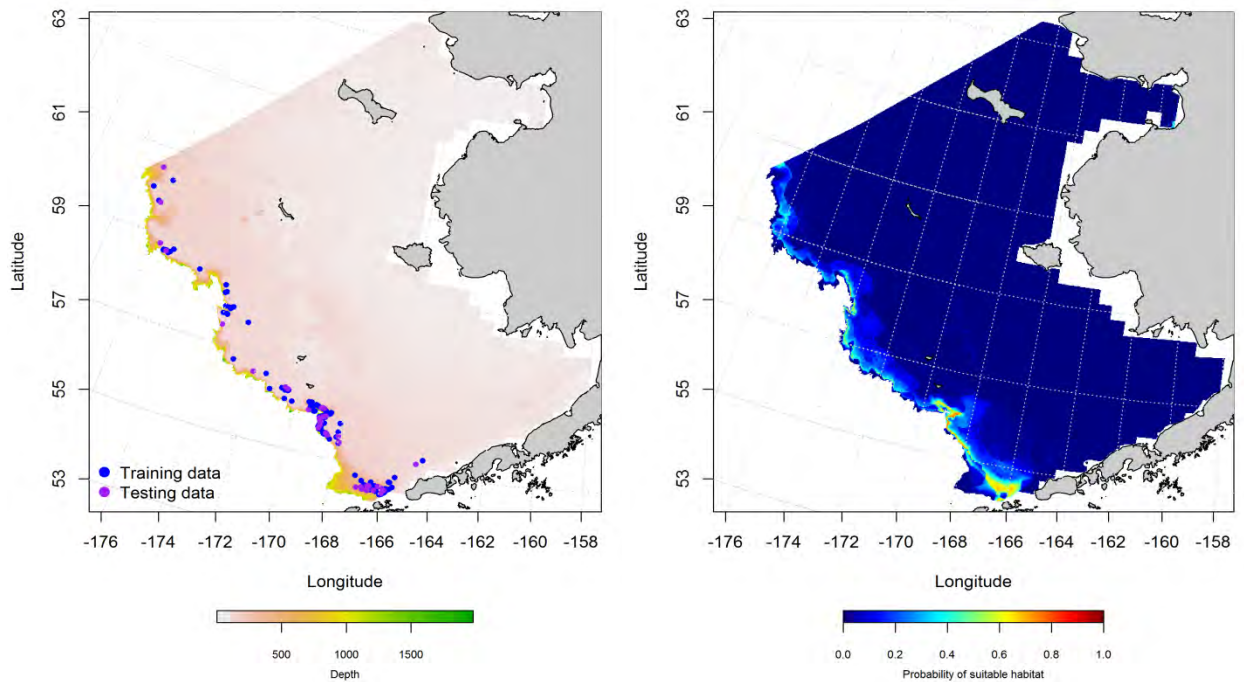 63
61
59
57
55
53
Latitude
Training data
Testing data
-176 -174 -172 -170 -168 -166 -164 -162 -160 -158
Longitude
500 1000 1500
Depth
63
61
59
57
55
53
Latitude
-176 -174 -172 -170 -168 -166 -164 -162 -160 -158
Longitude
0.0 0.2 0.4 0.6 0.8 1.0
Probability of suitable habitat